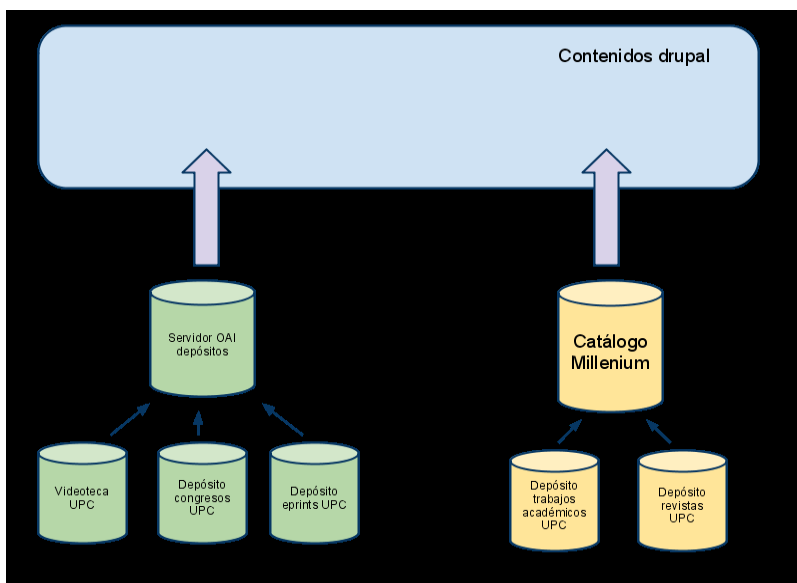 Contenidos drupal
Servidor OAI
depósitos
Catálogo
Millenium
Videoteca
UPC
Depósito
congresos
UPC
Depósito
eprints UPC
Depósito
trabajos
académicos
UPC
Depósito
revistas
UPC